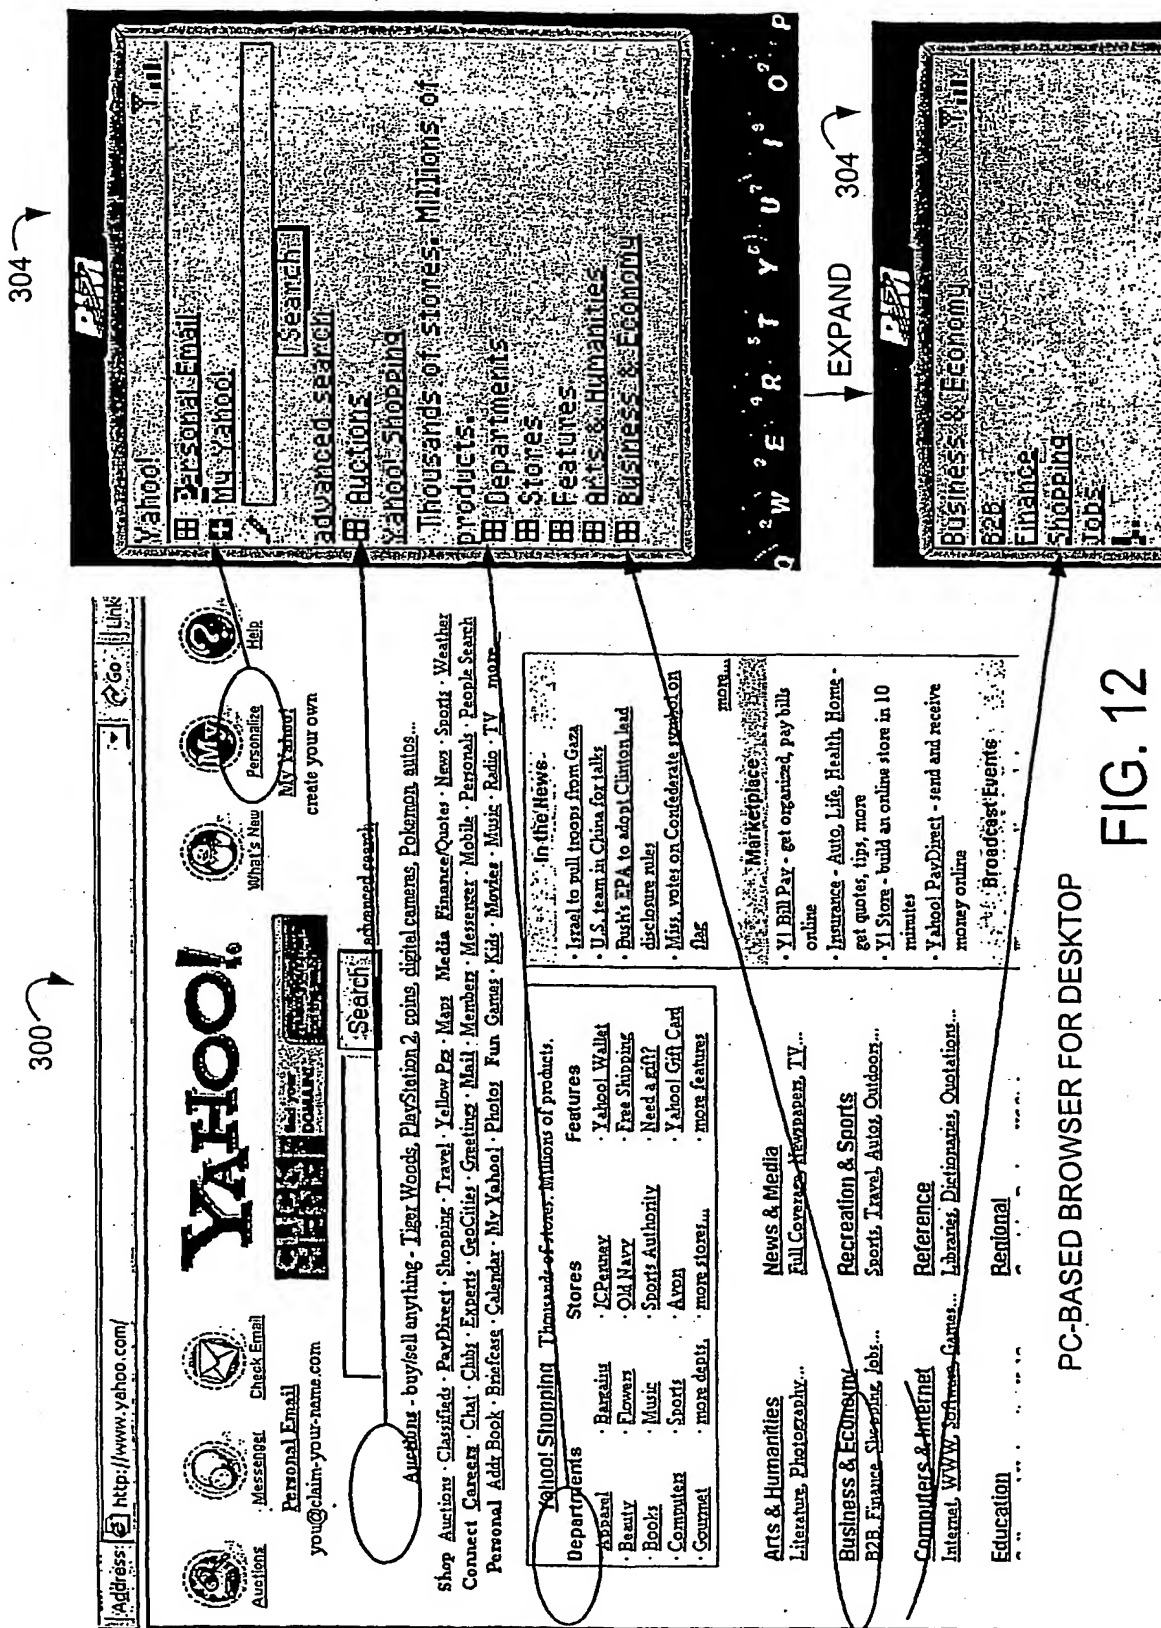 300
304
Address: http://www.yahoo.com/
Go
Link
Auctions
Messenger
Check Email
YAHOO!
What's New
Personalize
Help
Personal Email
you@claim-your-name.com
DOMAIN!
My Yahoo!
create your own
Search
advanced search
Auctions - buy/sell anything - Tiger Woods, PlayStation 2, coins, digital cameras, Pokemon, autos...
Shop Auctions · Classifieds · PayDirect · Shopping · Travel · Yellow Pgs · Maps Media Finance/Quotes · News · Sports · Weather
Connect Careers · Chat · Clubs · Experts · GeoCities · Greetings · Mail · Members · Messenger · Mobile · Personals · People Search
Personal Addr Book · Briefcase · Calendar · My Yahoo! · Photos Fun Games · Kids · Movies · Music · Radio · TV more...
Yahoo! Shopping Thousands of stores. Millions of products.
Departments
· Apparel
· Beauty
· Books
· Computers
· Gourmet
· Bargains
· Flowers
· Music
· Sports
· more depts.
Stores
· JCPenney
· Old Navy
· Sports Authority
· Avon
· more stores...
Features
· Yahoo! Wallet
· Free Shipping
· Need a gift?
· Yahoo! Gift Card
· more features
Arts & Humanities
Literature, Photography...
Business & Economy
B2B, Finance, Shopping, Jobs...
Computers & Internet
Internet, WWW, Software, Games...
Education
News & Media
Full Coverage, Newspapers, TV...
Recreation & Sports
Sports, Travel, Autos, Outdoors...
Reference
Libraries, Dictionaries, Quotations...
Regional
In the News
· Israel to pull troops from Gaza
· U.S. team in China for talks
· Bush's EPA to adopt Clinton lead
disclosure rules
· Miss. votes on Confederate symbol on
flag
more...
Marketplace
· Y! Bill Pay - get organized, pay bills
online
· Insurance - Auto, Life, Health, Home -
get quotes, tips, more
· Y! Store - build an online store in 10
minutes
· Yahoo! PayDirect - send and receive
money online
Broadcast Events
PC-BASED BROWSER FOR DESKTOP
Yahoo!
Personal Email
My Yahoo!
Search
advanced search
Auctions
Yahoo! Shopping
Thousands of stores. Millions of
products.
Departments
Stores
Features
Arts & Humanities
Business & Economy
Q W 2 E 3 R 4 T 5 Y 6 U 7 I 8 O 9 P
EXPAND
304
Business & Economy
B2B
Finance
Shopping
Jobs
FIG. 12